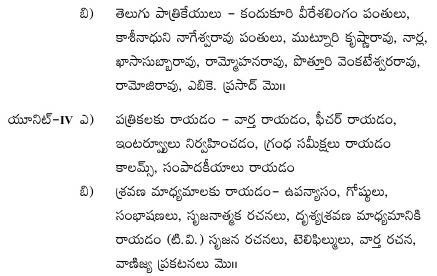 బి) తెలుగు పాత్రికేయులు – కందుకూరి వీరేశలింగం పంతులు,
కాశీనాధుని నాగేశ్వరరావు పంతులు, ముట్నూరి కృష్ణారావు, నార్ల,
ఖాసాసుబ్బారావు, రామ్మోహనరావు, పొత్తూరి వెంకటేశ్వరరావు,
రామోజిరావు, ఎబికె. ప్రసాద్ మొ॥
యూనిట్-IV ఎ) పత్రికలకు రాయడం – వార్త రాయడం, ఫీచర్ రాయడం,
ఇంటర్వ్యూలు నిర్వహించడం, గ్రంధ సమీక్షలు రాయడం
కాలమ్స్, సంపాదకీయాలు రాయడం
బి) శ్రవణ మాధ్యమాలకు రాయడం– ఉపన్యాసం, గోష్ఠులు,
సంభాషణలు, సృజనాత్మక రచనలు, దృశ్యశ్రవణ మాధ్యమానికి
రాయడం (టి.వి.) సృజన రచనలు, టెలిఫిల్ములు, వార్త రచన,
వాణిజ్య ప్రకటనలు మొ॥